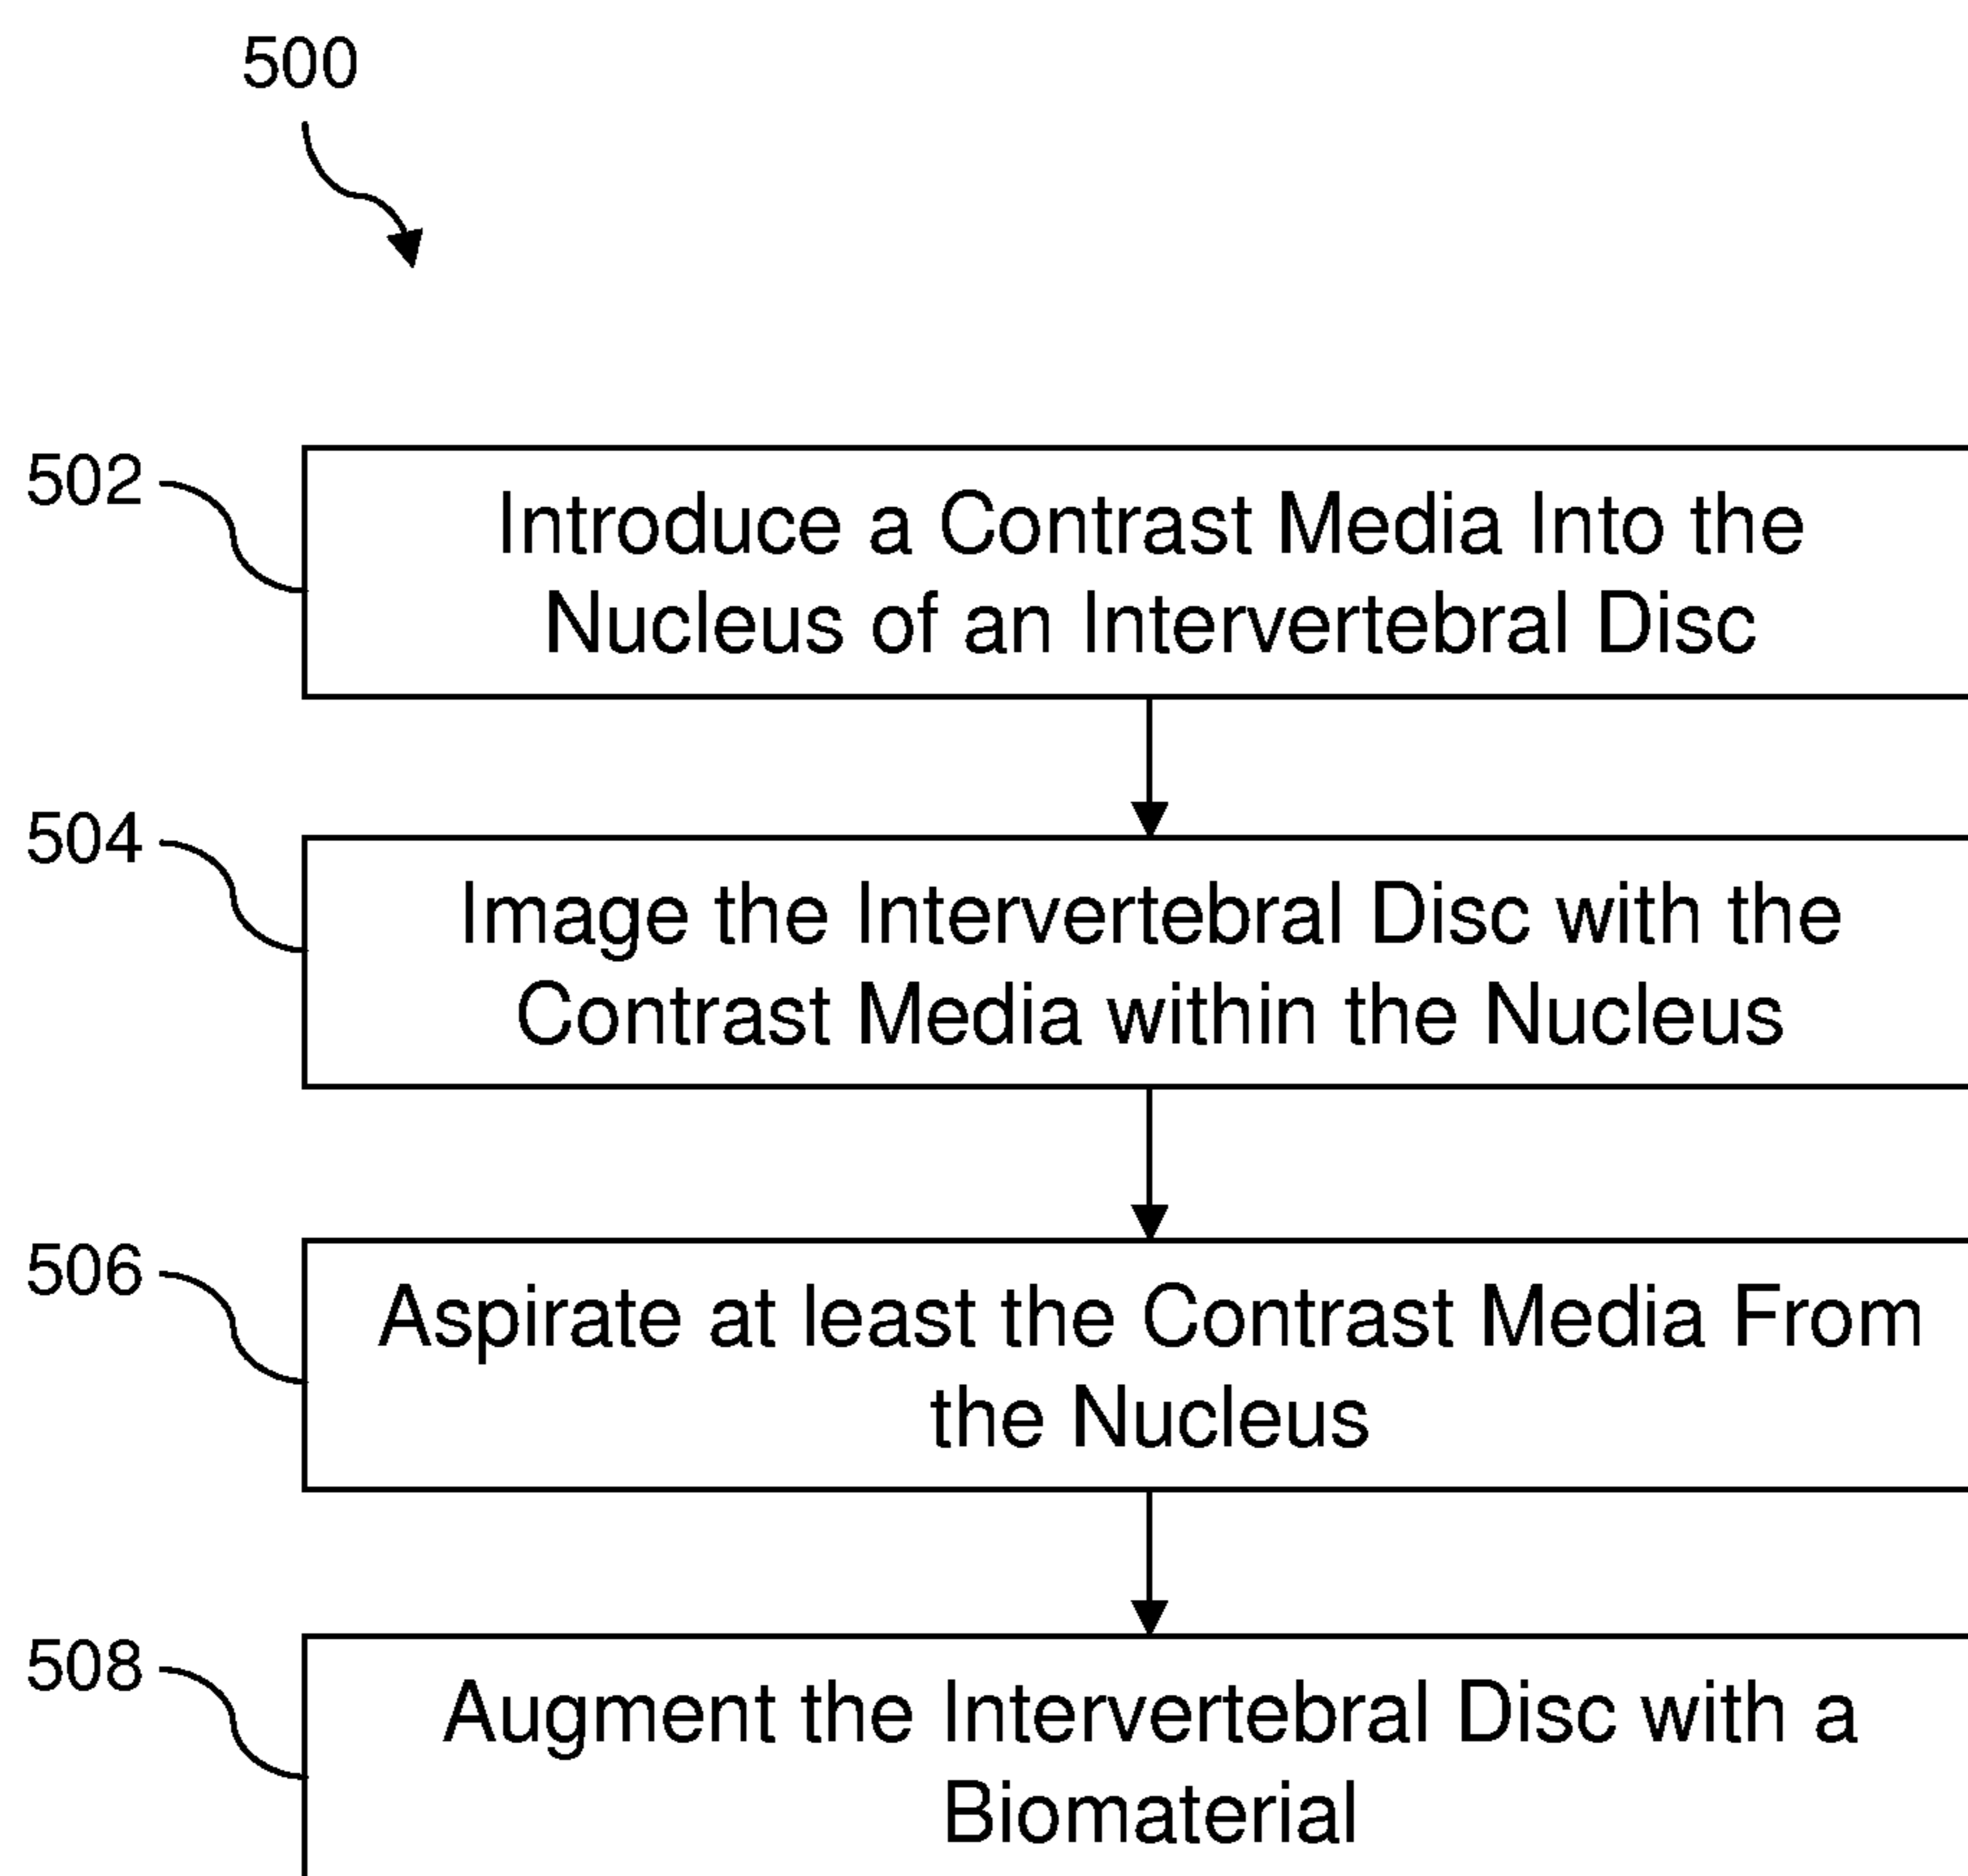 500
502
Introduce a Contrast Media Into the
Nucleus of an Intervertebral Disc
504
Image the Intervertebral Disc with the
Contrast Media within the Nucleus
506
Aspirate at least the Contrast Media From
the Nucleus
508
Augment the Intervertebral Disc with a
Biomaterial